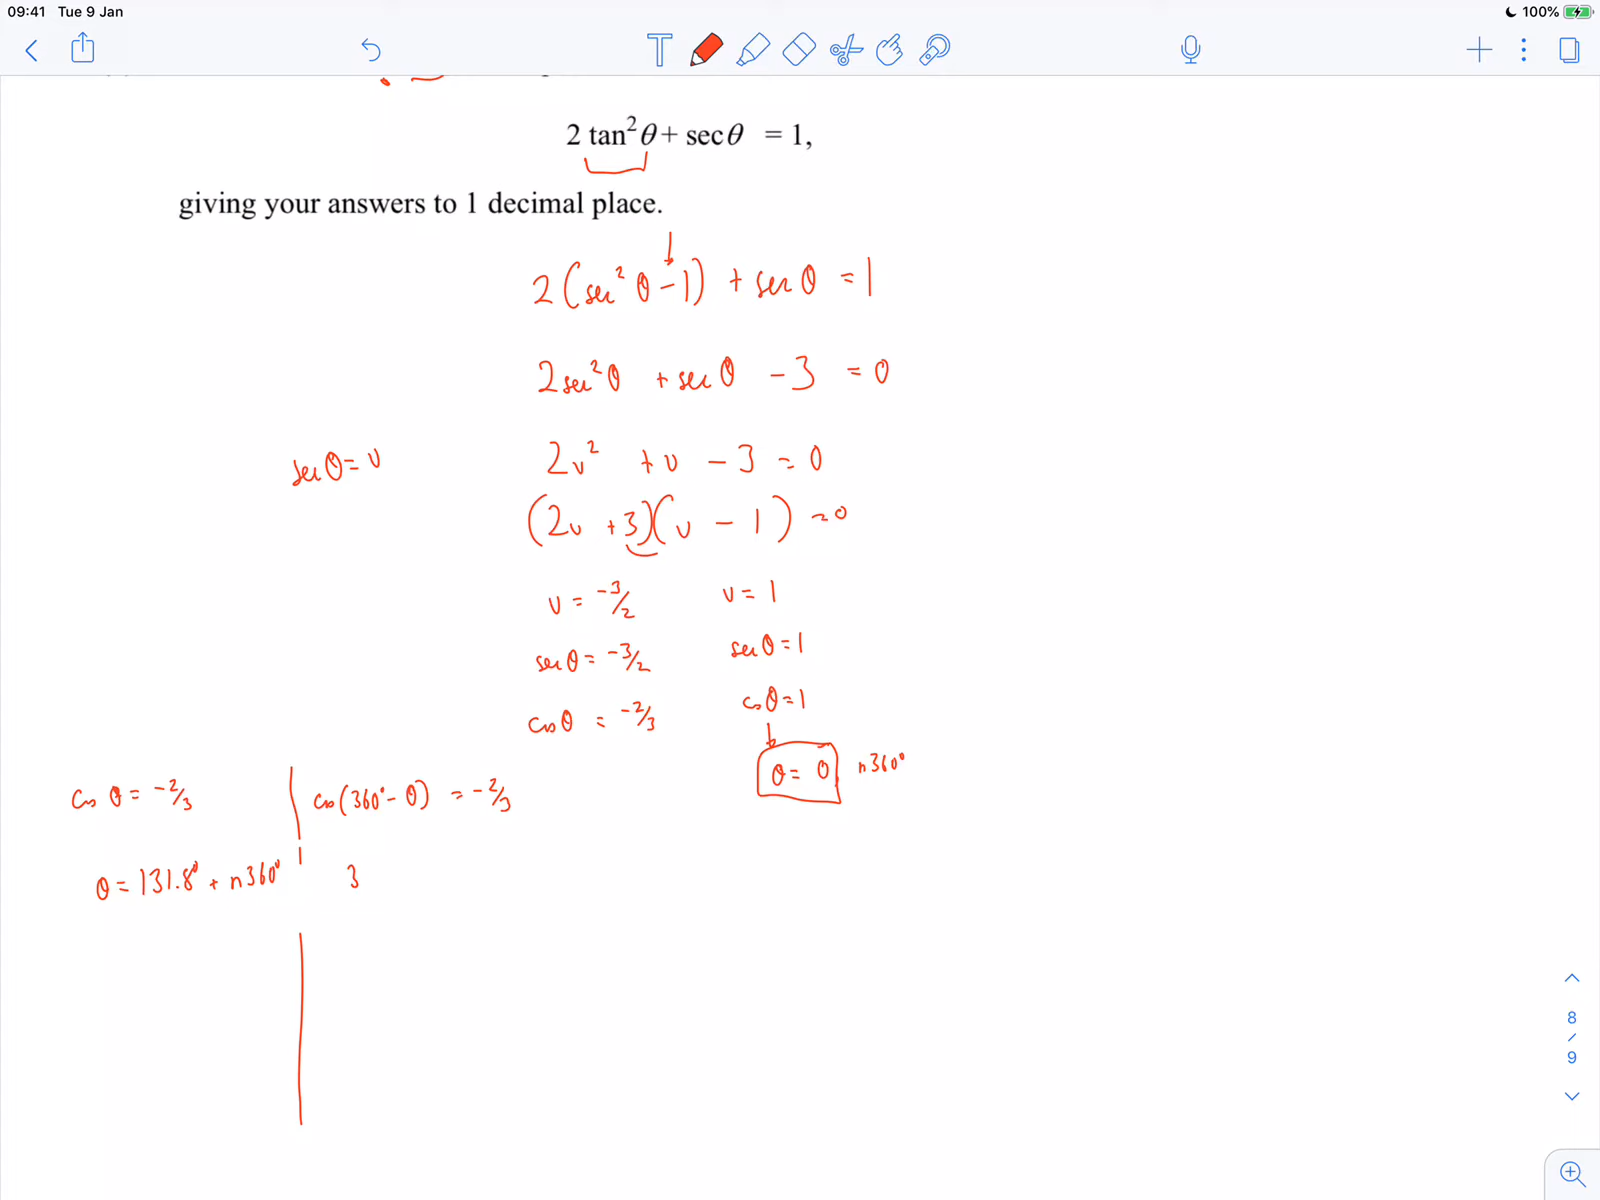 09:41 Tue 9 Jan
100%
2 tan²θ + secθ = 1,
giving your answers to 1 decimal place.
2(sec²θ-1) + secθ = 1
2sec²θ + secθ - 3 = 0
secθ = v
2v² + v - 3 = 0
(2v + 3)(v - 1) = 0
v = -3/2 v = 1
secθ = -3/2 secθ = 1
cosθ = -2/3 cosθ = 1
θ = 0 n360°
cos θ = -2/3 cos(360° - θ) = -2/3
θ = 131.8° + n360° 3
8
/
9